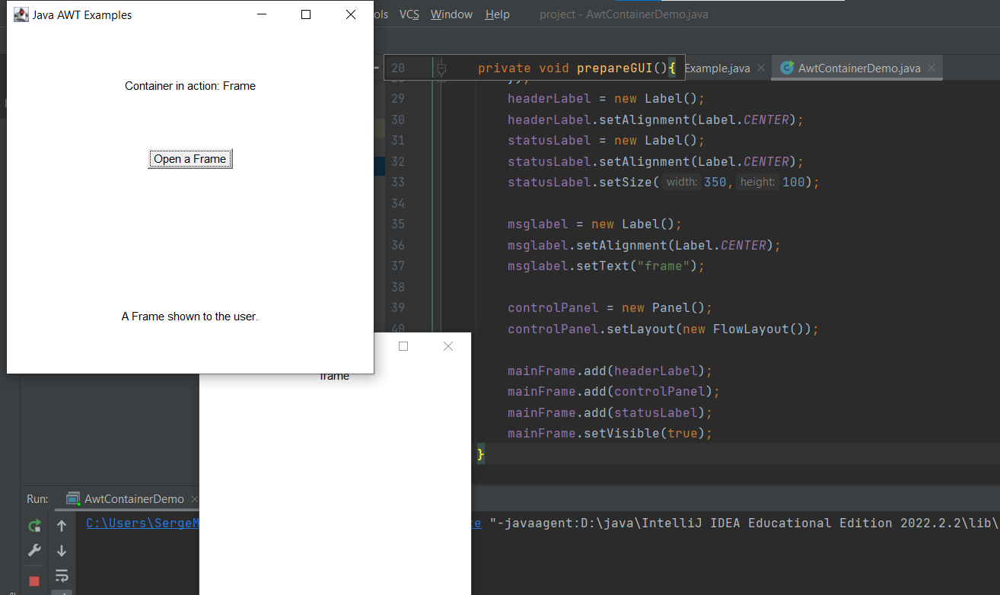 Java AWT Examples
ols VCS Window Help project - AwtContainerDemo.java
Example.java AwtContainerDemo.java
Container in action: Frame
Open a Frame
A Frame shown to the user.
frame
20 private void prepareGUI(){
});
29 headerLabel = new Label();
30 headerLabel.setAlignment(Label.CENTER);
31 statusLabel = new Label();
32 statusLabel.setAlignment(Label.CENTER);
33 statusLabel.setSize( width: 350, height: 100);
34
35 msglabel = new Label();
36 msglabel.setAlignment(Label.CENTER);
37 msglabel.setText("frame");
38
39 controlPanel = new Panel();
40 controlPanel.setLayout(new FlowLayout());
mainFrame.add(headerLabel);
mainFrame.add(controlPanel);
mainFrame.add(statusLabel);
mainFrame.setVisible(true);
}
Run: AwtContainerDemo
C:\Users\SergeM
"-javaagent:D:\java\IntelliJ IDEA Educational Edition 2022.2.2\lib\